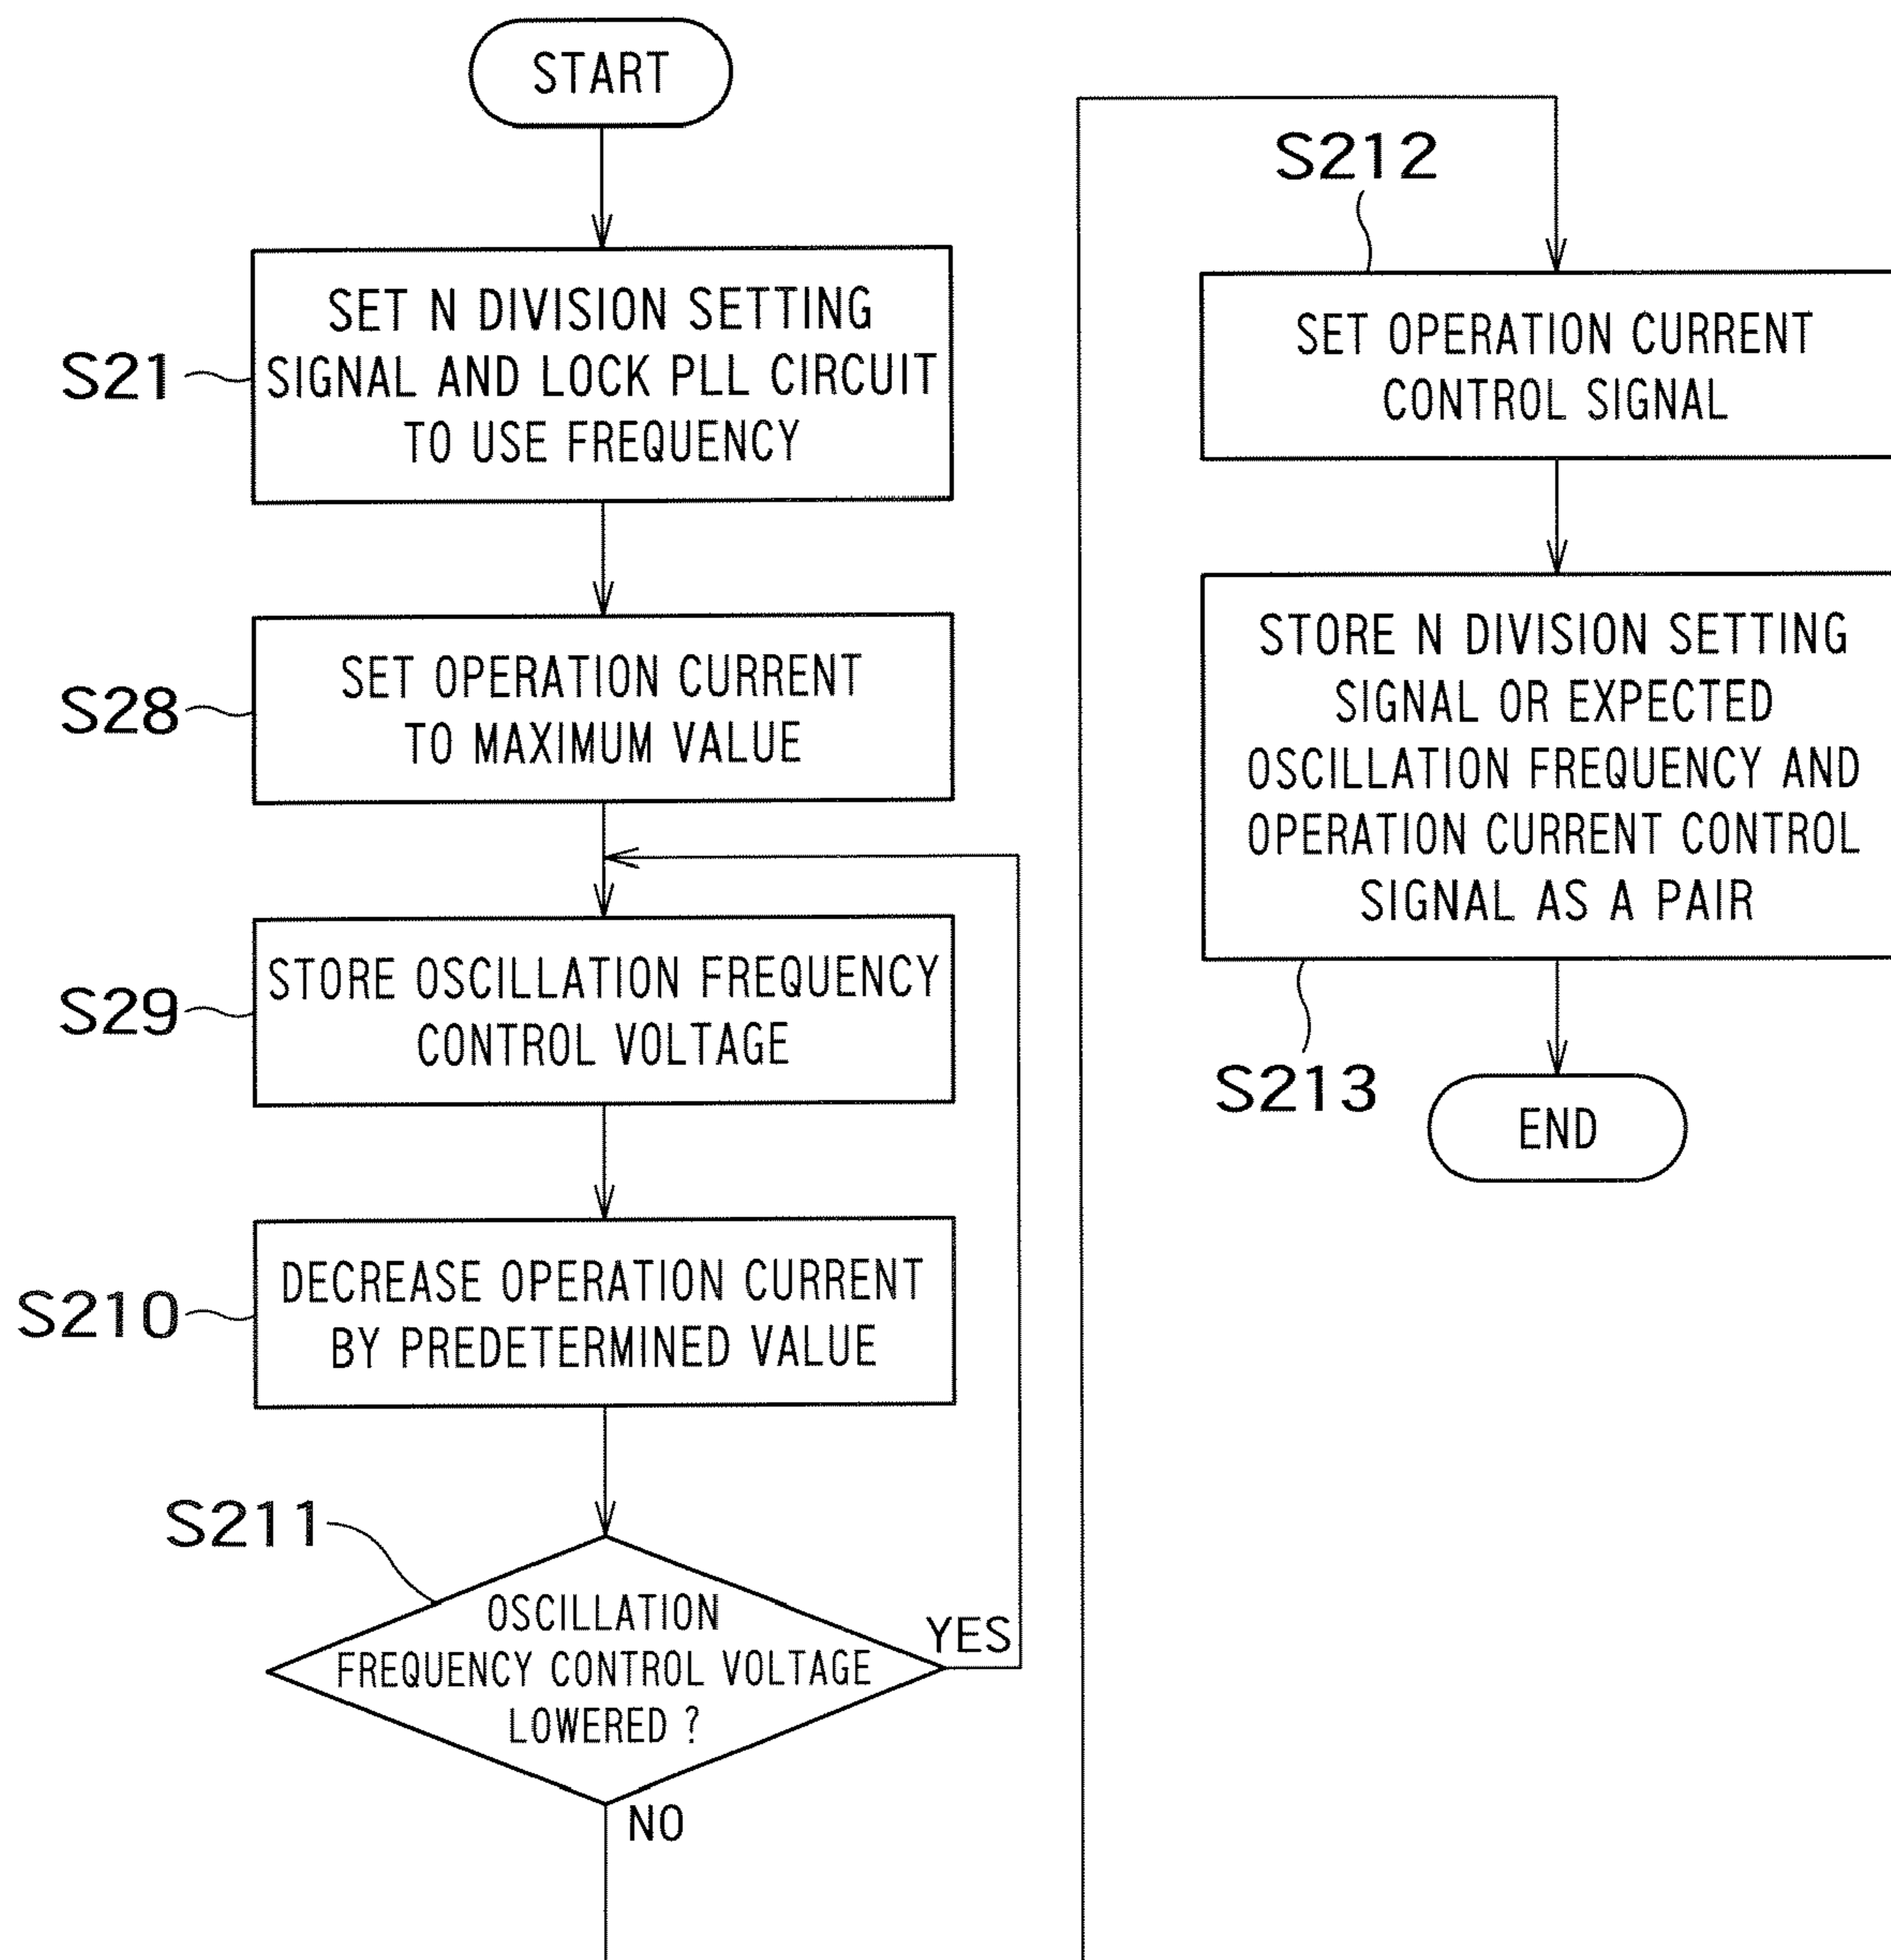 START
S21
SET N DIVISION SETTING
SIGNAL AND LOCK PLL CIRCUIT
TO USE FREQUENCY
S28
SET OPERATION CURRENT
TO MAXIMUM VALUE
S29
STORE OSCILLATION FREQUENCY
CONTROL VOLTAGE
S210
DECREASE OPERATION CURRENT
BY PREDETERMINED VALUE
S211
OSCILLATION
FREQUENCY CONTROL VOLTAGE
LOWERED ?
YES
NO
S212
SET OPERATION CURRENT
CONTROL SIGNAL
STORE N DIVISION SETTING
SIGNAL OR EXPECTED
OSCILLATION FREQUENCY AND
OPERATION CURRENT CONTROL
SIGNAL AS A PAIR
S213
END